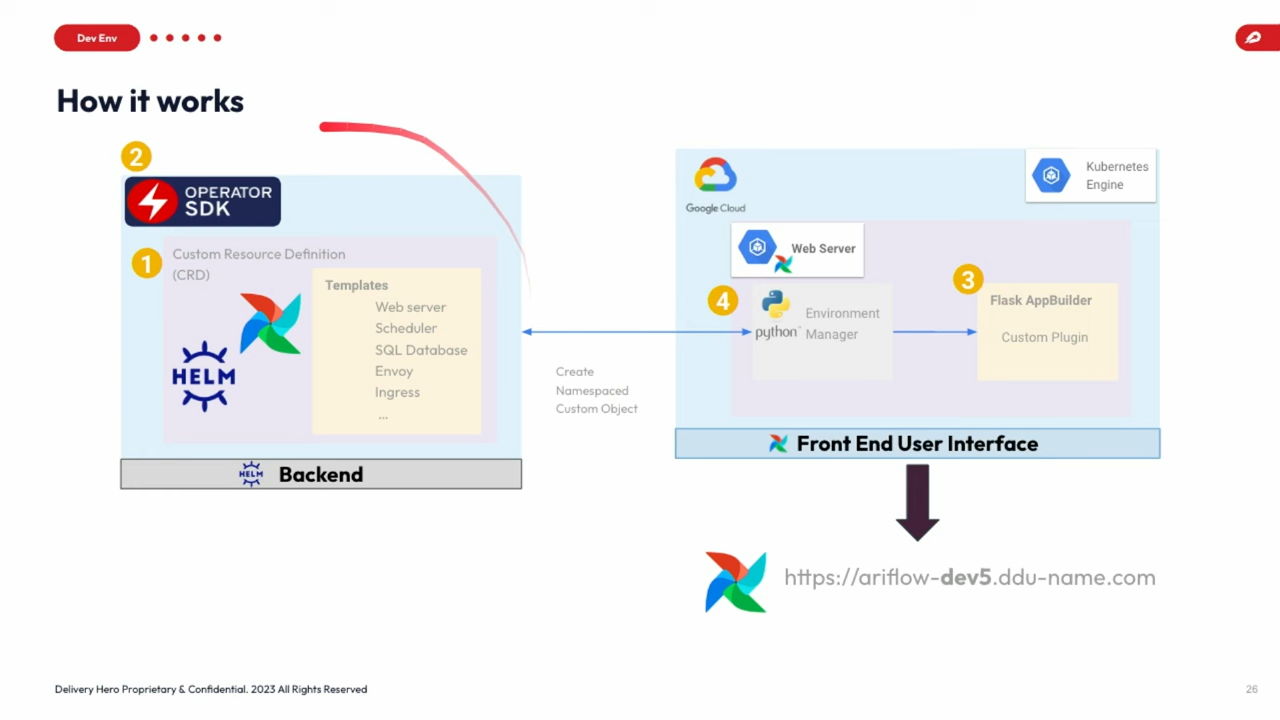 Dev Env
How it works
2
OPERATOR
SDK
1
Custom Resource Definition
(CRD)
Templates
Web server
Scheduler
SQL Database
Envoy
Ingress
...
HELM
HELM
Backend
Create
Namespaced
Custom Object
Google Cloud
Kubernetes
Engine
Web Server
4
python
Environment
Manager
3
Flask AppBuilder
Custom Plugin
Front End User Interface
https://ariflow-dev5.ddu-name.com
Delivery Hero Proprietary & Confidential. 2023 All Rights Reserved
26